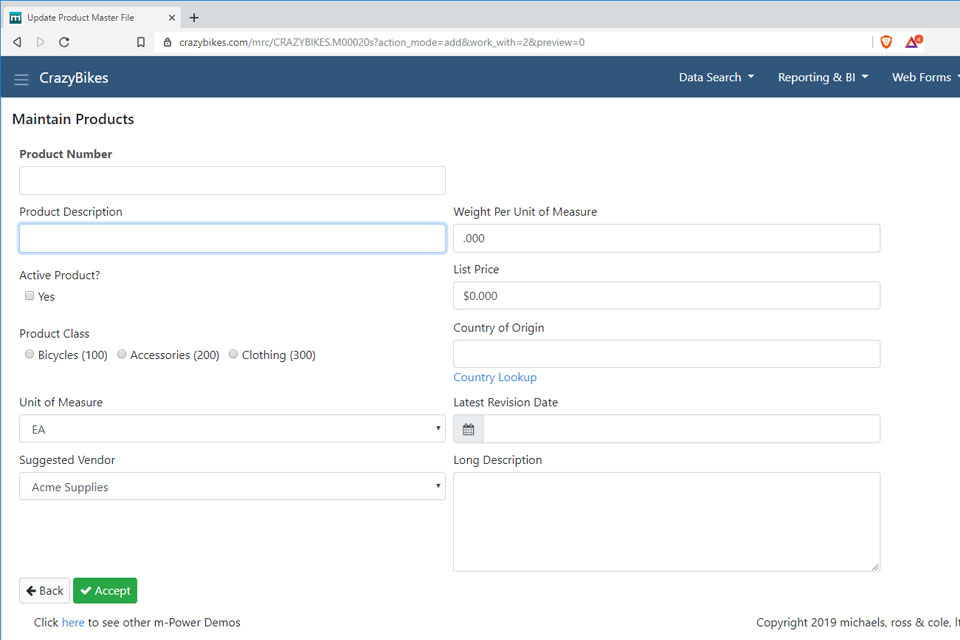 Update Product Master File
crazybikes.com/mrc/CRAZYBIKES.M00020s?action_mode=add&work_with=2&preview=0
CrazyBikes
Data Search
Reporting & BI
Web Forms
Maintain Products
Product Number
Product Description
Weight Per Unit of Measure
.000
Active Product?
Yes
List Price
$0.000
Product Class
Bicycles (100) Accessories (200) Clothing (300)
Country of Origin
Country Lookup
Unit of Measure
EA
Latest Revision Date
Suggested Vendor
Acme Supplies
Long Description
Back
Accept
Click here to see other m-Power Demos
Copyright 2019 michaels, ross & cole,